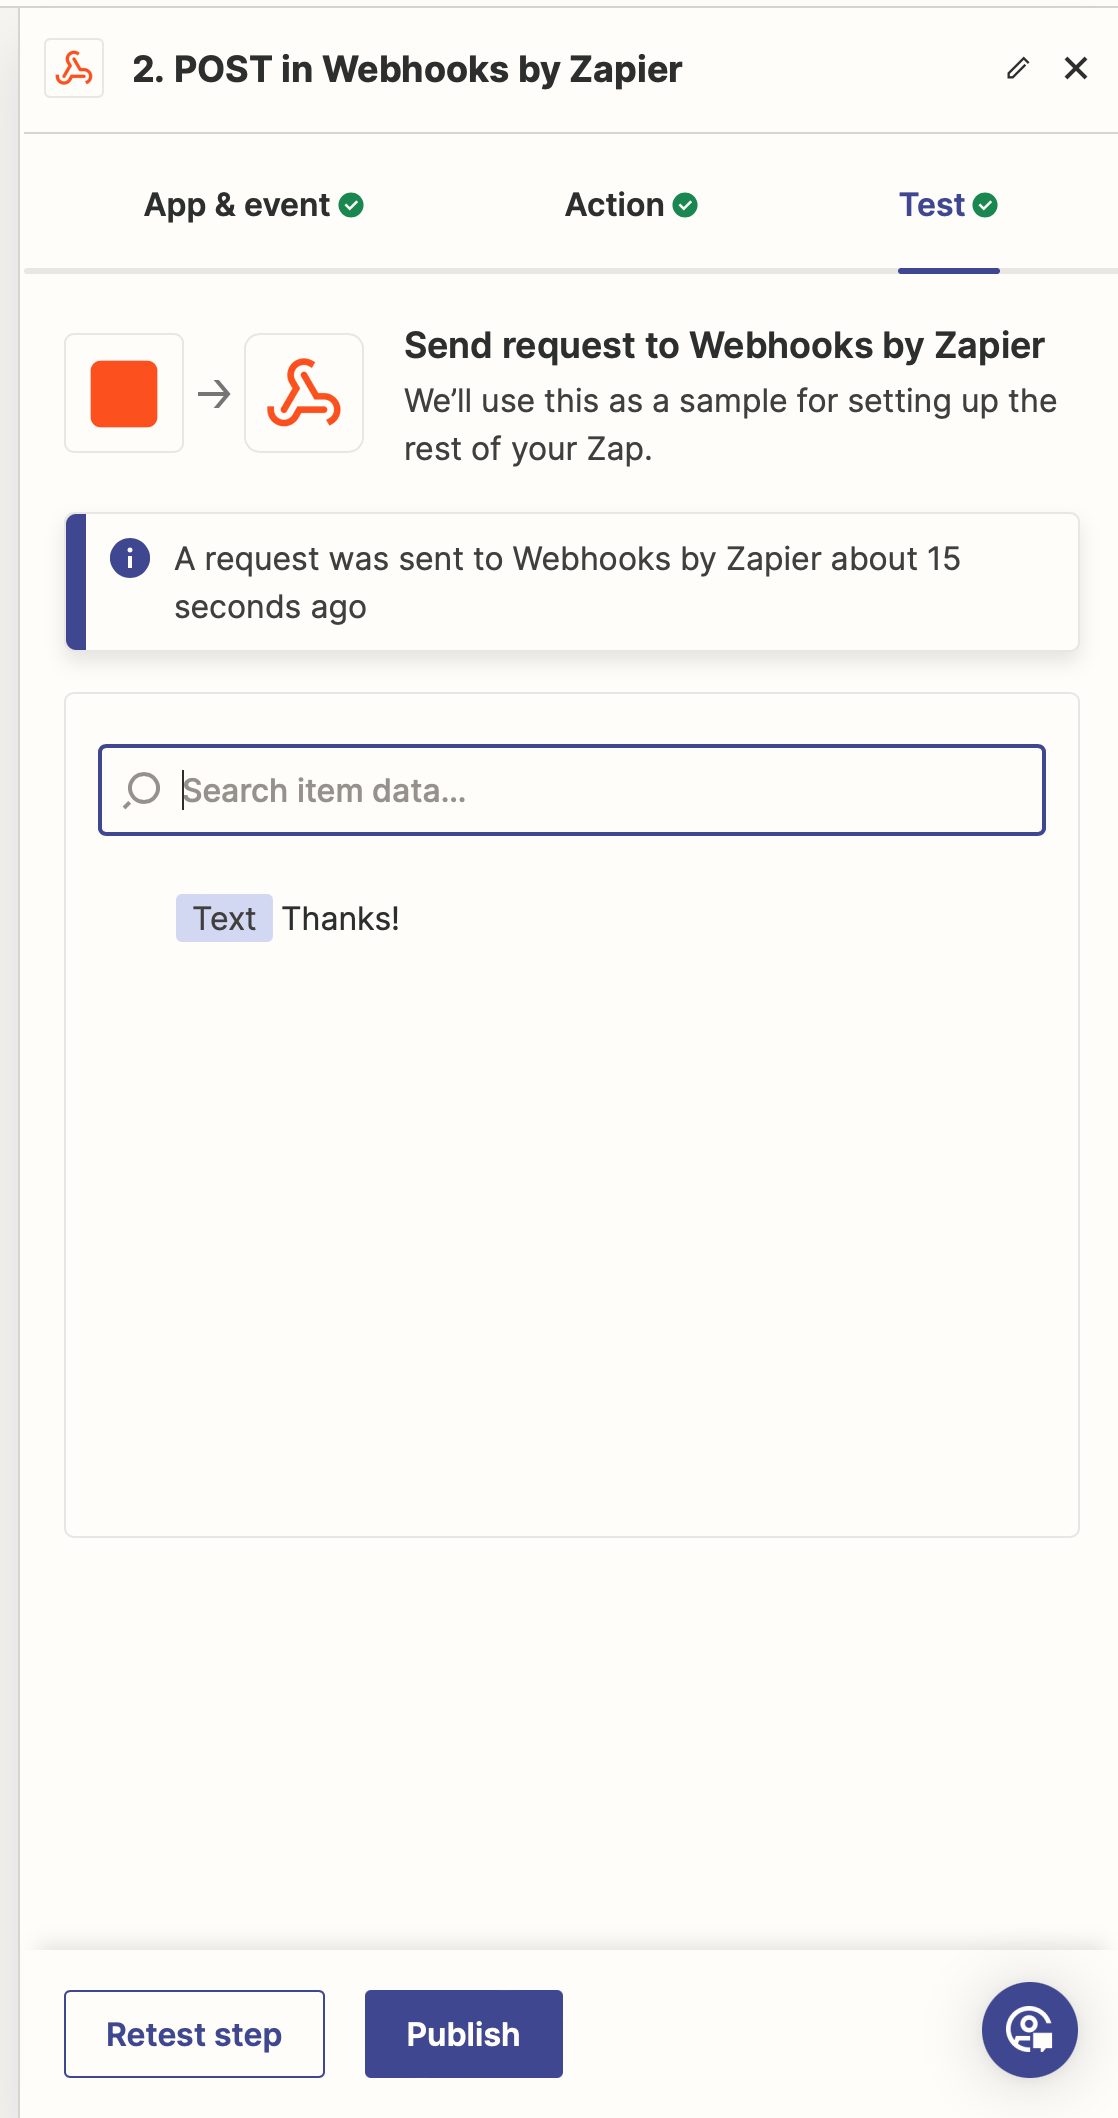 2. POST in Webhooks by Zapier
App & event
Action
Test
Send request to Webhooks by Zapier
We’ll use this as a sample for setting up the
rest of your Zap.
A request was sent to Webhooks by Zapier about 15
seconds ago
Search item data...
Text Thanks!
Retest step
Publish